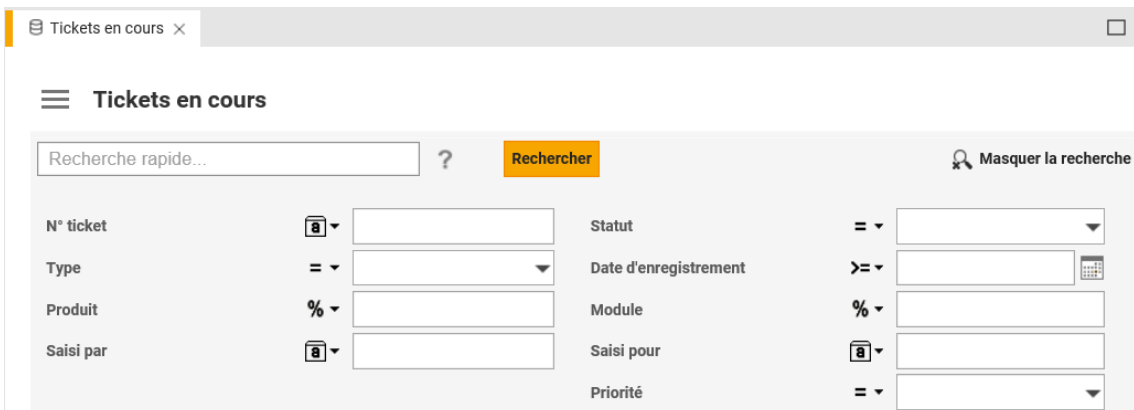 Tickets en cours
Tickets en cours
Recherche rapide... ? Rechercher Masquer la recherche
N° ticket a Statut =
Type = Date d'enregistrement >=
Produit % Module %
Saisi par a Saisi pour a
Priorité =